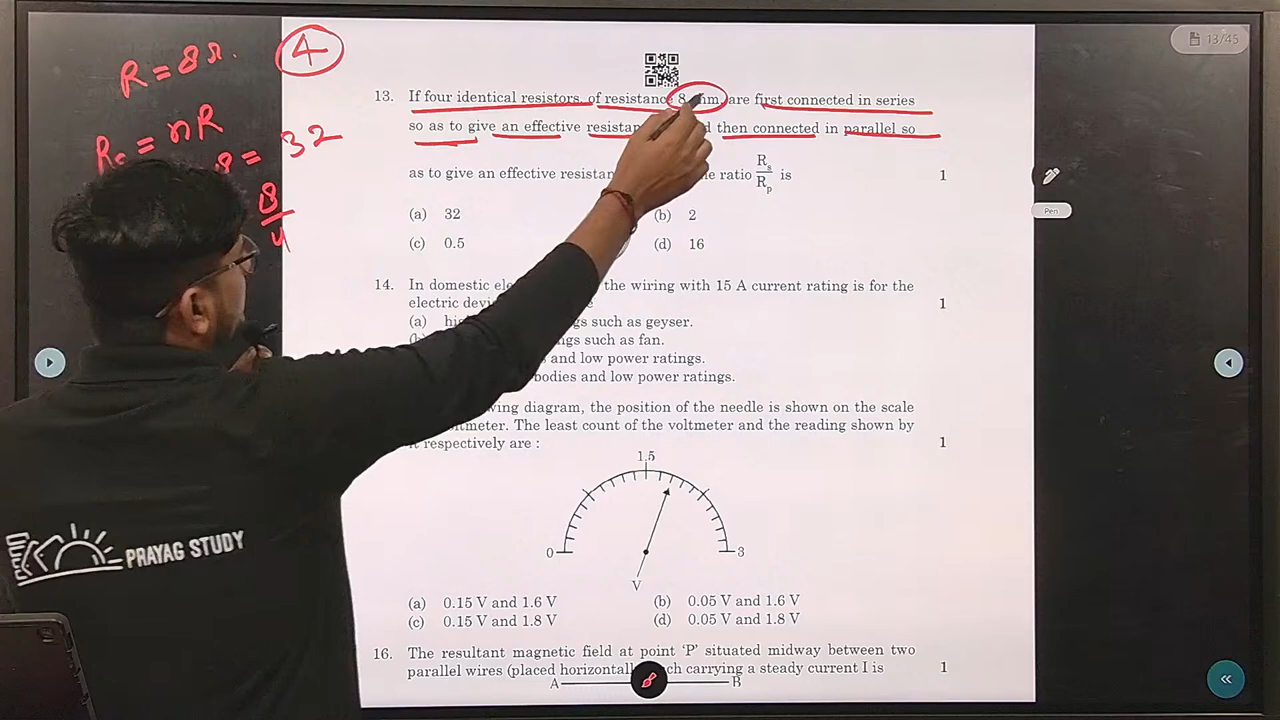 R = 8Ω.
4
13/45
13. If four identical resistors, of resistance 8 are first connected in series
so as to give an effective then connected in parallel so
R = nR
8 = 32
8/4
as to give an effective ratio Rs/Rp is 1
(a) 32 (b) 2
(c) 0.5 (d) 16
Pen
14. In domestic the wiring with 15 A current rating is for the
electric 1
(a) such as geyser.
such as fan.
and low power ratings.
bodies and low power ratings.
diagram, the position of the needle is shown on the scale
The least count of the voltmeter and the reading shown by
respectively are : 1
1.5
0 3
V
(a) 0.15 V and 1.6 V (b) 0.05 V and 1.6 V
(c) 0.15 V and 1.8 V (d) 0.05 V and 1.8 V
16. The resultant magnetic field at point 'P' situated midway between two
parallel wires (placed carrying a steady current I is 1
A B
PRAYAG STUDY